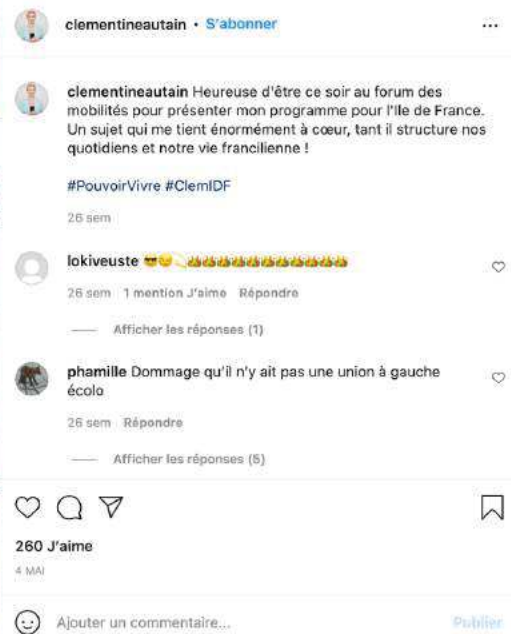 clementineautain • S'abonner
...
clementineautain Heureuse d'être ce soir au forum des
mobilités pour présenter mon programme pour l'Ile de France.
Un sujet qui me tient énormément à cœur, tant il structure nos
quotidiens et notre vie francilienne !
#PouvoirVivre #ClemIDF
26 sem
lokiveuste
26 sem 1 mention J'aime Répondre
Afficher les réponses (1)
phamille Dommage qu'il n'y ait pas une union à gauche
écolo
26 sem Répondre
Afficher les réponses (5)
260 J'aime
4 MAI
Ajouter un commentaire... Publier